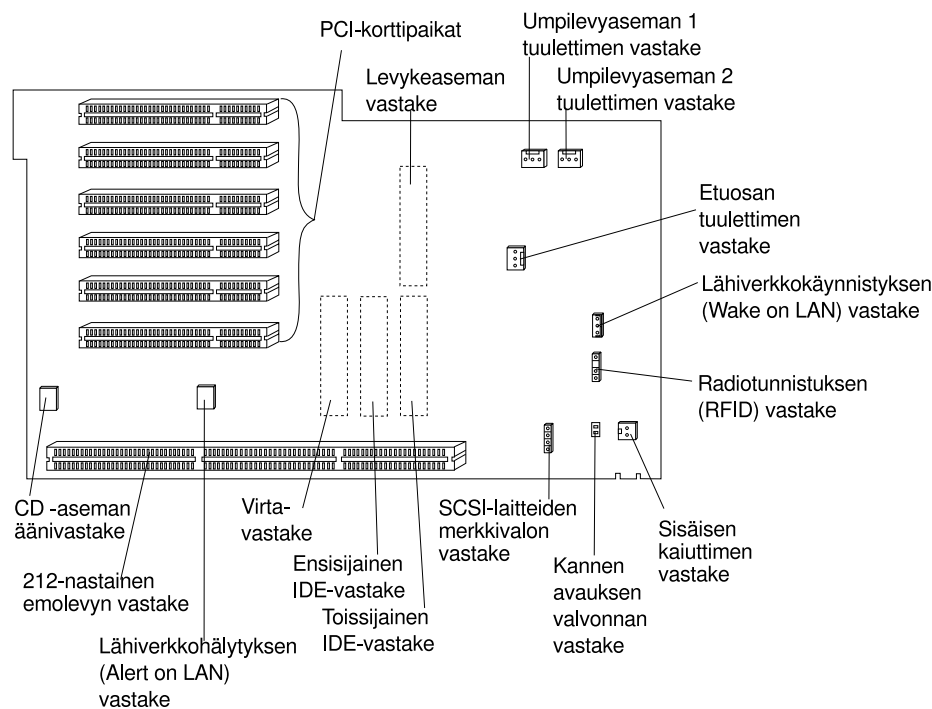 PCI-korttipaikat
Umpilevyaseman 1
tuulettimen vastake
Levykeaseman
vastake
Umpilevyaseman 2
tuulettimen vastake
Etuosan
tuulettimen
vastake
Lähiverkkokäynnistyksen
(Wake on LAN) vastake
Radiotunnistuksen
(RFID) vastake
CD -aseman
äänivastake
212-nastainen
emolevyn vastake
Lähiverkkohälytyksen
(Alert on LAN)
vastake
Virta-
vastake
Ensisijainen
IDE-vastake
Toissijainen
IDE-vastake
SCSI-laitteiden
merkkivalon
vastake
Kannen
avauksen
valvonnan
vastake
Sisäisen
kaiuttimen
vastake